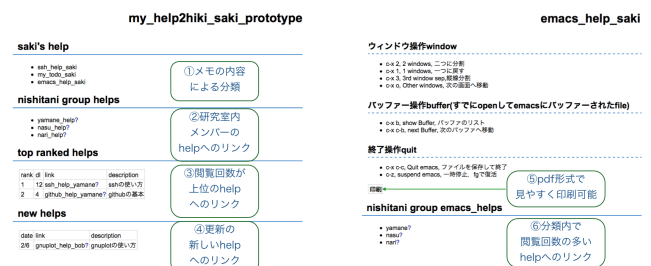 my_help2hiki_saki_prototype
saki's help
ssh_help_saki
my_todo_saki
emacs_help_saki
①メモの内容
による分類
nishitani group helps
yamane_help?
nasu_help?
nari_help?
②研究室内
メンバーの
helpへのリンク
top ranked helps
rank dl link description
1 12 ssh_help_yamane? sshの使い方
2 4 github_help_yamane? githubの基本
③閲覧回数が
上位のhelp
へのリンク
new helps
date link description
2/6 gnuplot_help_bob? gnuplotの使い方
④更新の
新しいhelp
へのリンク
emacs_help_saki
ウィンドウ操作window
c-x 2, 2 windows, 二つに分割
c-x 1, 1 windows, 一つに戻す
c-x 3, 3rd window sep,縦線分割
c-x o, Other windows, 次の画面へ移動
バッファー操作buffer(すでにopenしてemacsにバッファーされたfile)
c-x b, show Buffer, バッファのリスト
c-x c-b, next Buffer, 次のバッファへ移動
終了操作quit
c-x c-c, Quit emacs, ファイルを保存して終了
c-z, suspend emacs, 一時停止、fgで復活
印刷
⑤pdf形式で
見やすく印刷可能
nishitani group emacs_helps
yamane?
nasu?
nari?
⑥分類内で
閲覧回数の多い
helpへのリンク